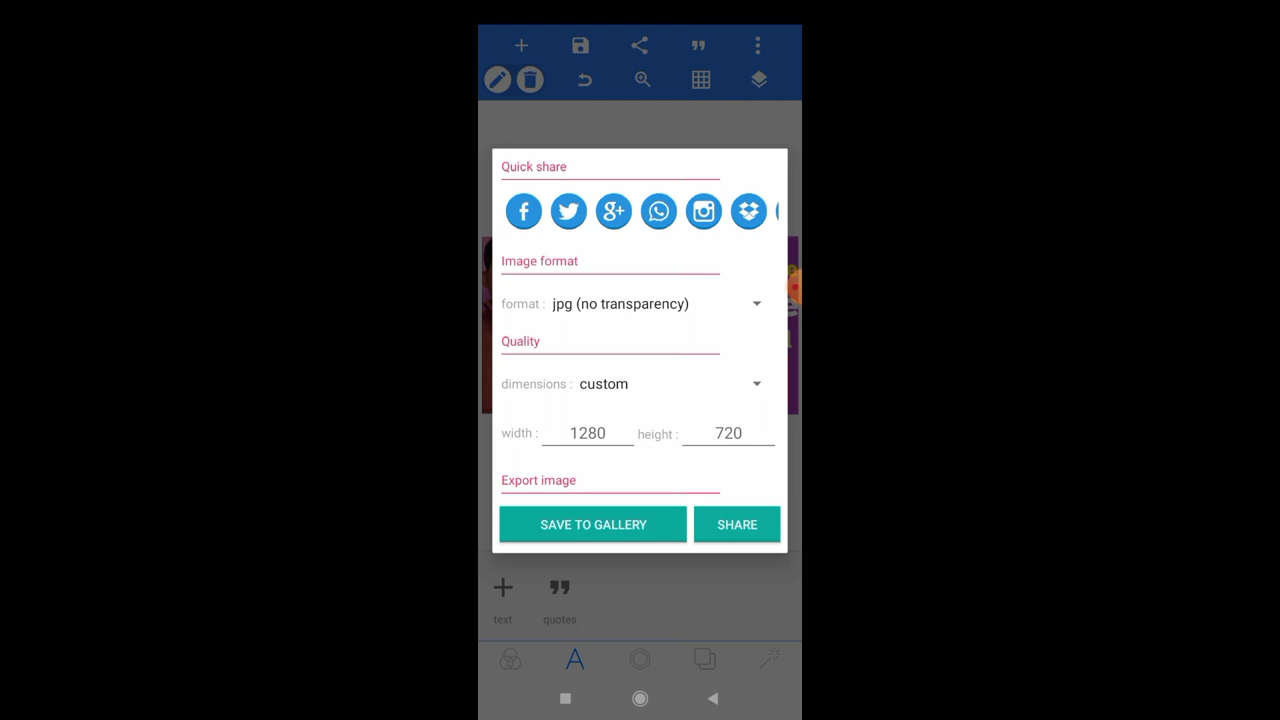 Quick share
Image format
format : jpg (no transparency)
Quality
dimensions : custom
width : 1280 height : 720
Export image
SAVE TO GALLERY SHARE
text quotes